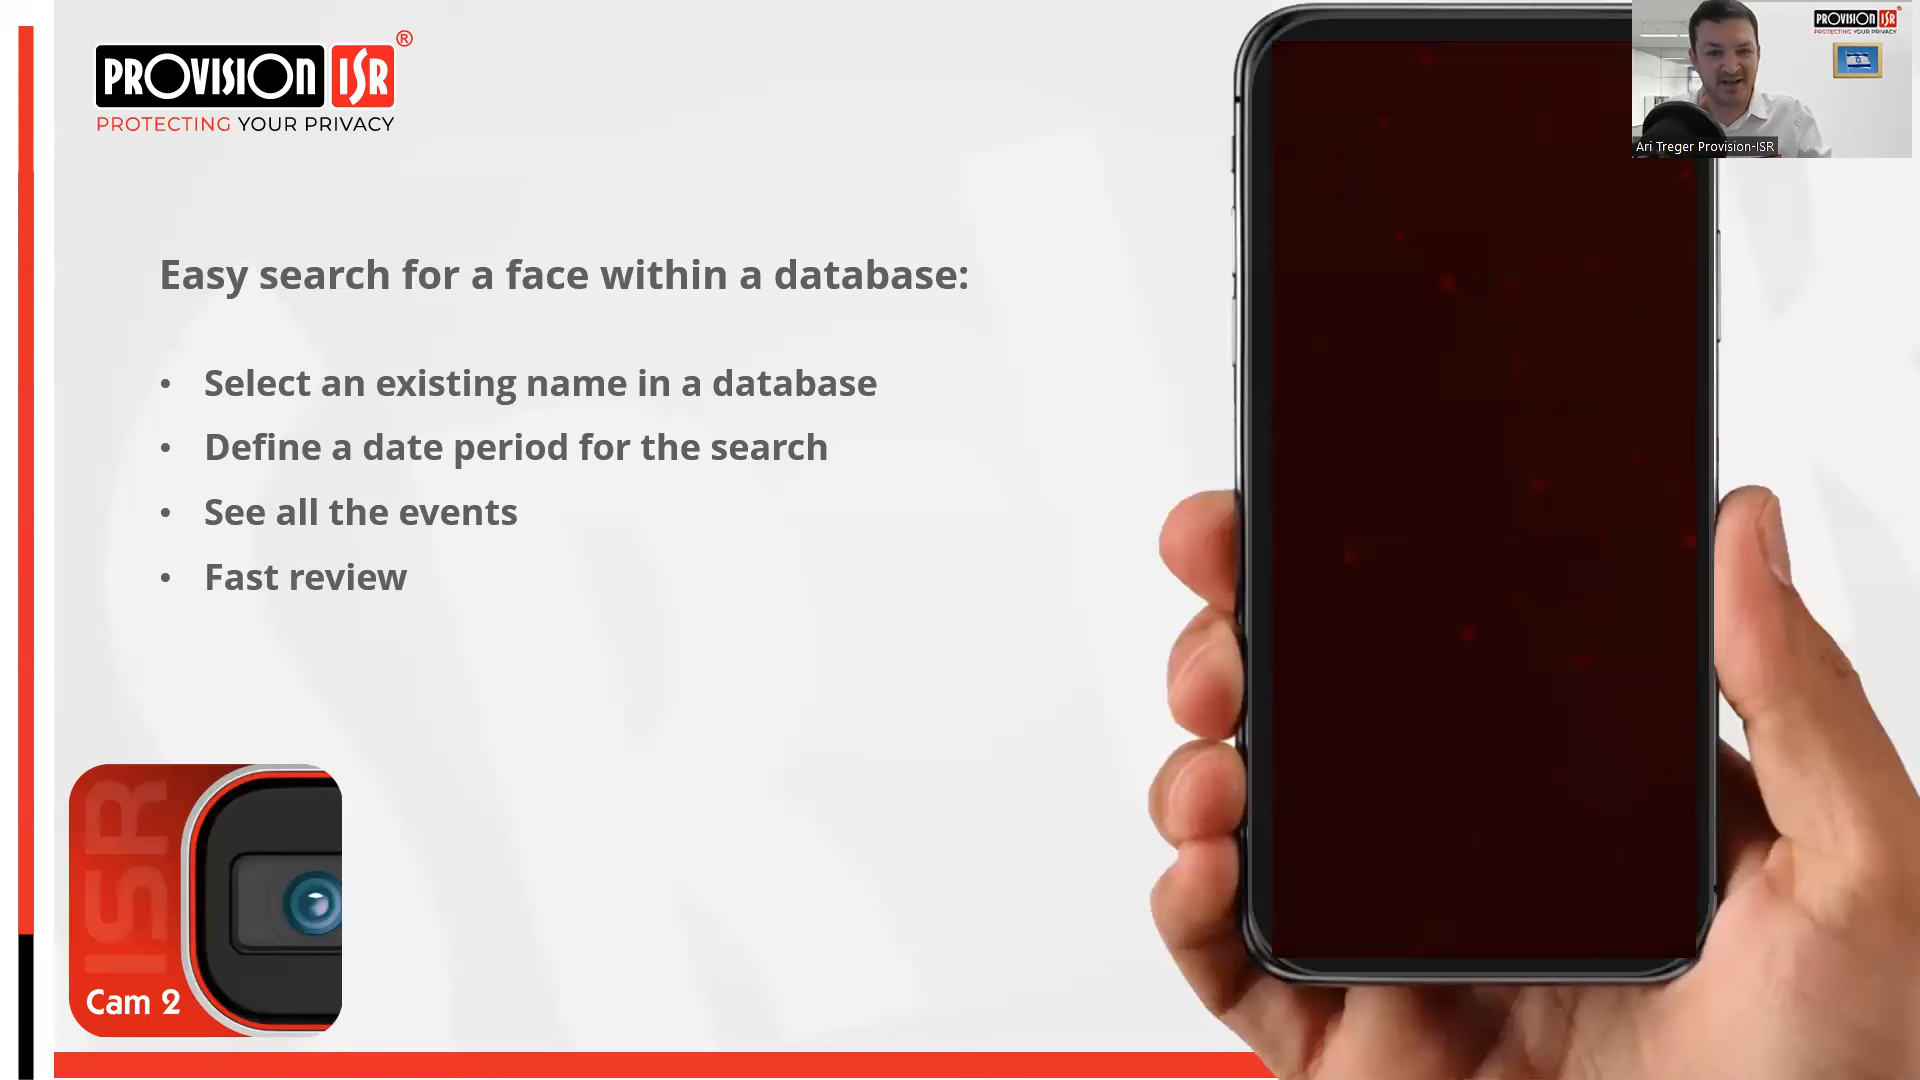 PROVISION ISR®
PROTECTING YOUR PRIVACY
PROVISION ISR®
PROTECTING YOUR PRIVACY
Ari Treger Provision-ISR
Easy search for a face within a database:
• Select an existing name in a database
• Define a date period for the search
• See all the events
• Fast review
ISR
Cam 2